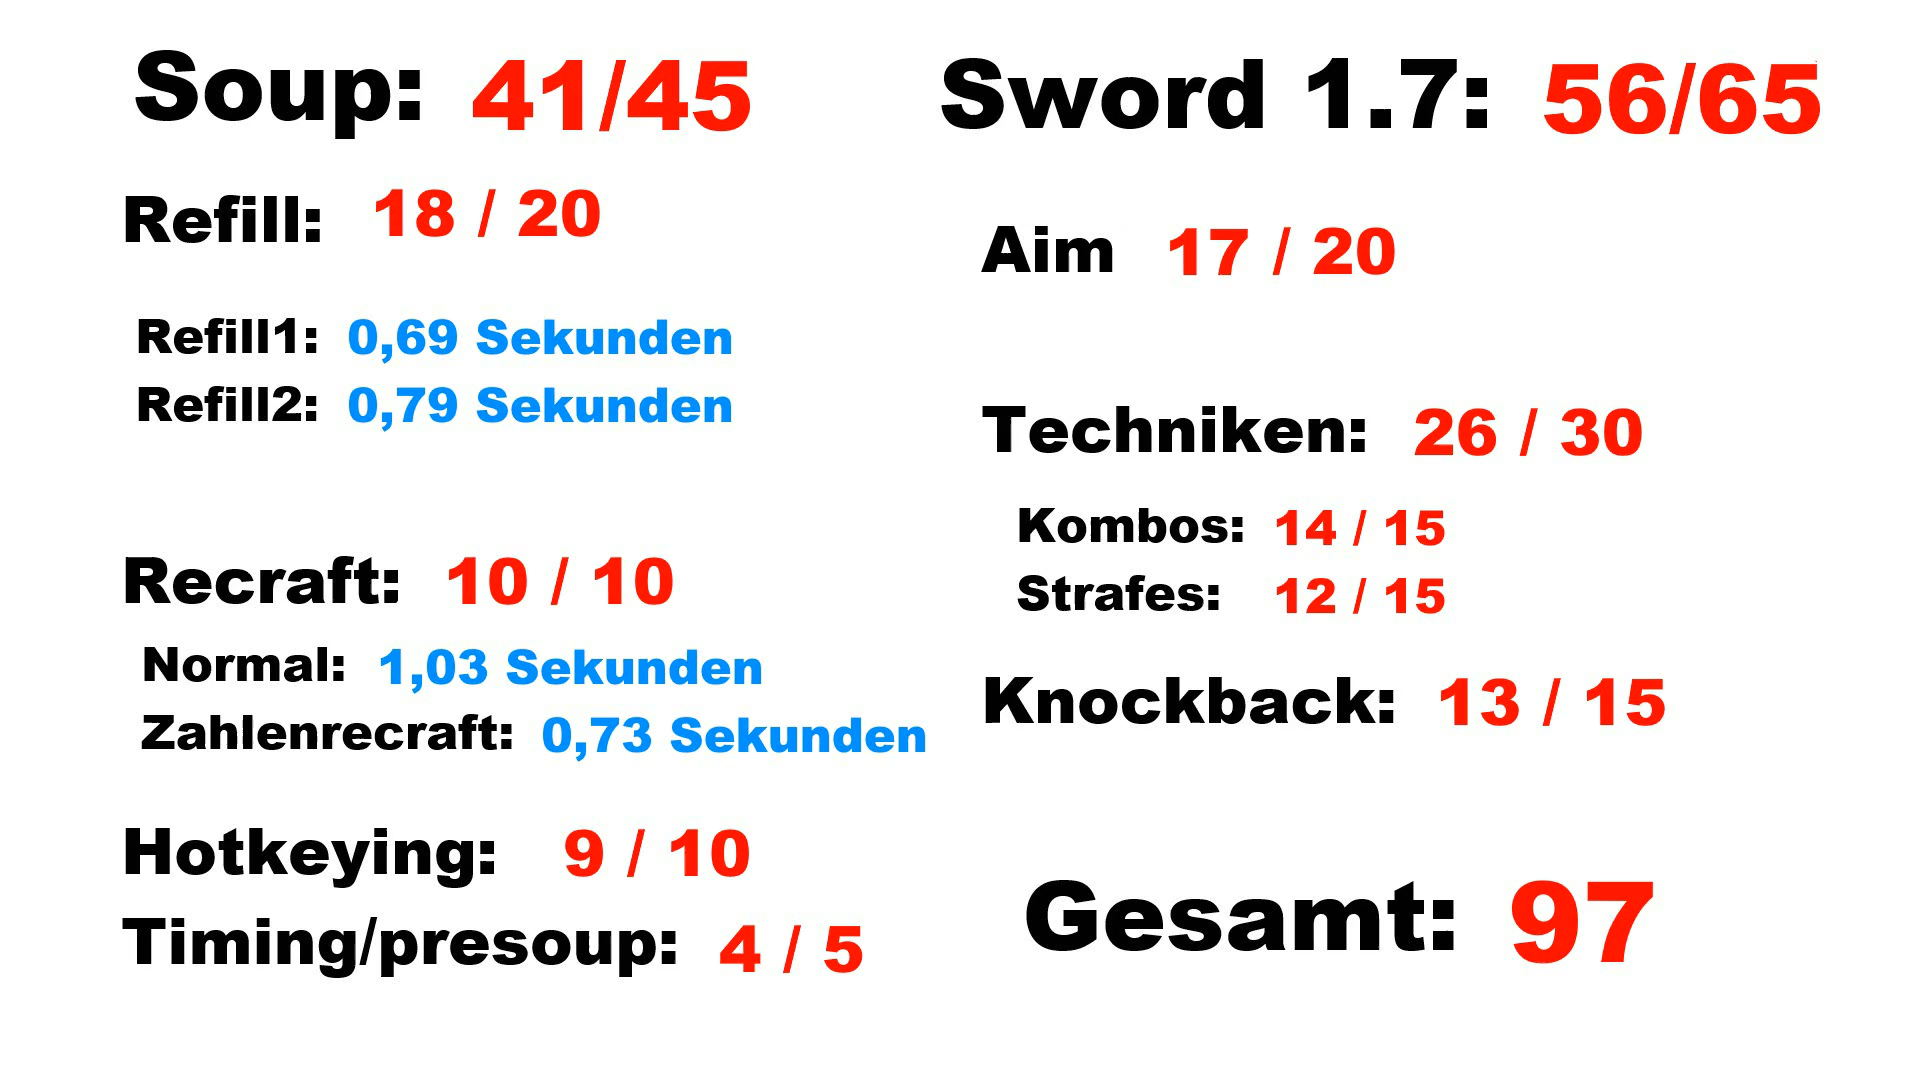 Soup: 41/45
Refill: 18 / 20
Refill1: 0,69 Sekunden
Refill2: 0,79 Sekunden
Recraft: 10 / 10
Normal: 1,03 Sekunden
Zahlenrecraft: 0,73 Sekunden
Hotkeying: 9 / 10
Timing/presoup: 4 / 5
Sword 1.7: 56/65
Aim 17 / 20
Techniken: 26 / 30
Kombos: 14 / 15
Strafes: 12 / 15
Knockback: 13 / 15
Gesamt: 97